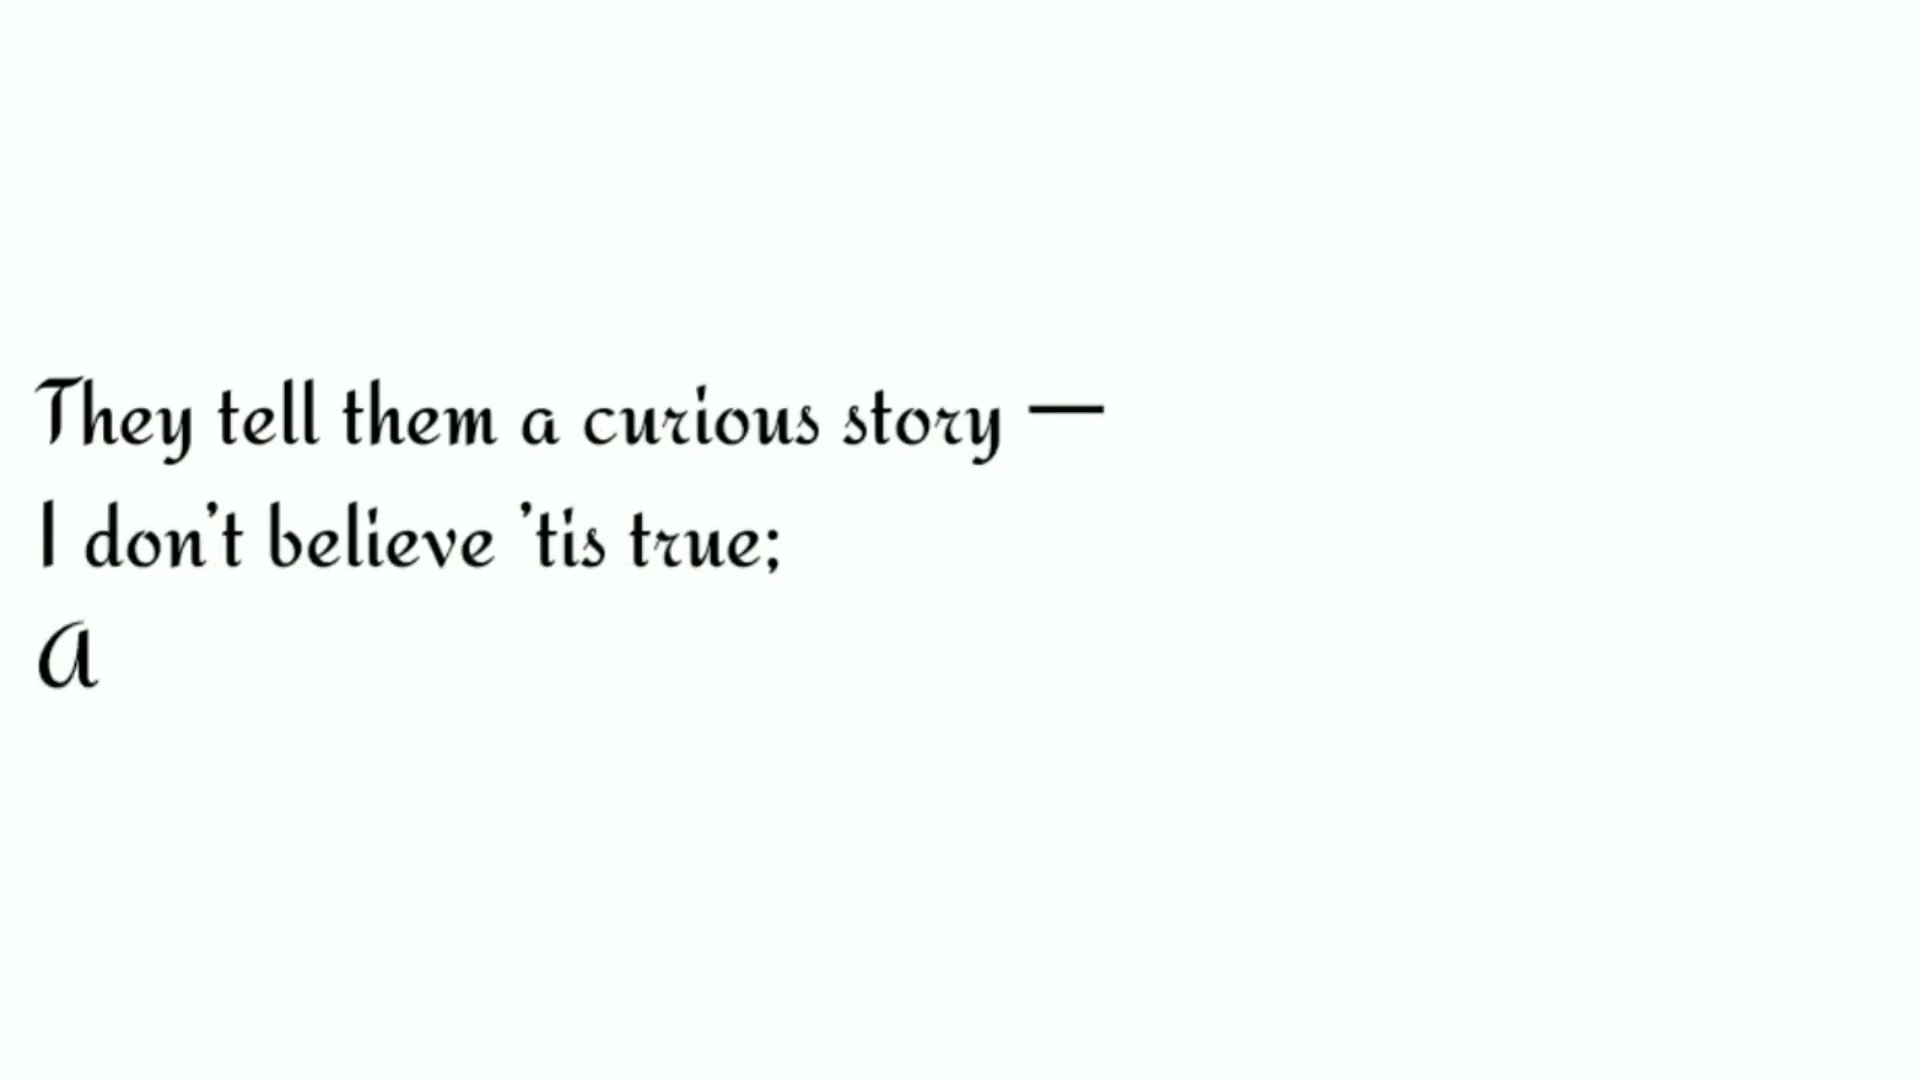 They tell them a curious story —
I don't believe 'tis true;
A